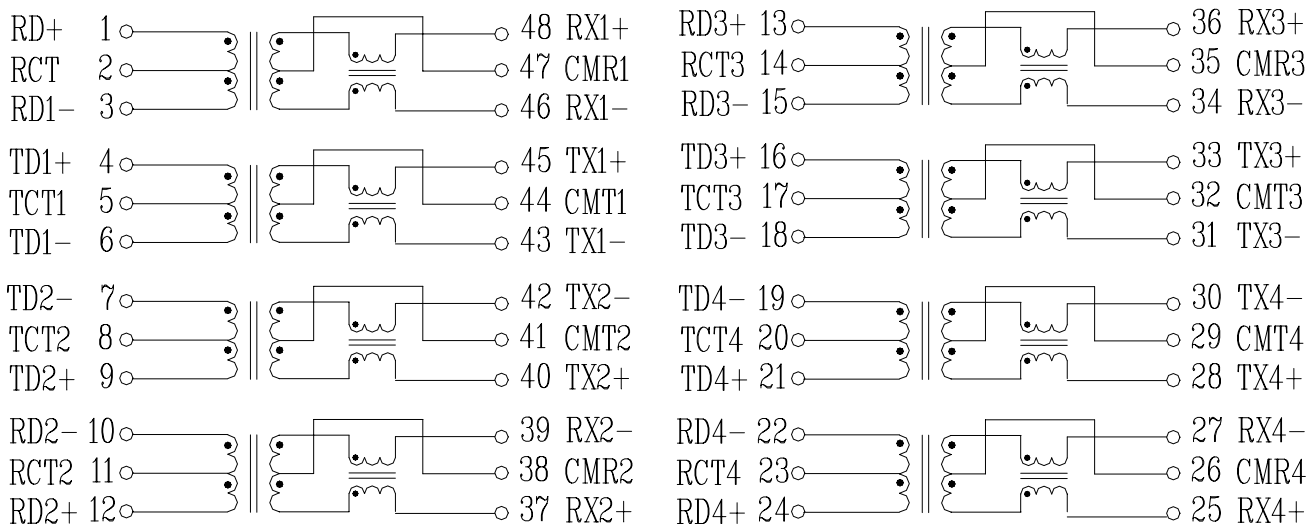 RD+ 1 48 RX1+
RCT 2 47 CMR1
RD1- 3 46 RX1-
TD1+ 4 45 TX1+
TCT1 5 44 CMT1
TD1- 6 43 TX1-
TD2- 7 42 TX2-
TCT2 8 41 CMT2
TD2+ 9 40 TX2+
RD2- 10 39 RX2-
RCT2 11 38 CMR2
RD2+ 12 37 RX2+
RD3+ 13 36 RX3+
RCT3 14 35 CMR3
RD3- 15 34 RX3-
TD3+ 16 33 TX3+
TCT3 17 32 CMT3
TD3- 18 31 TX3-
TD4- 19 30 TX4-
TCT4 20 29 CMT4
TD4+ 21 28 TX4+
RD4- 22 27 RX4-
RCT4 23 26 CMR4
RD4+ 24 25 RX4+